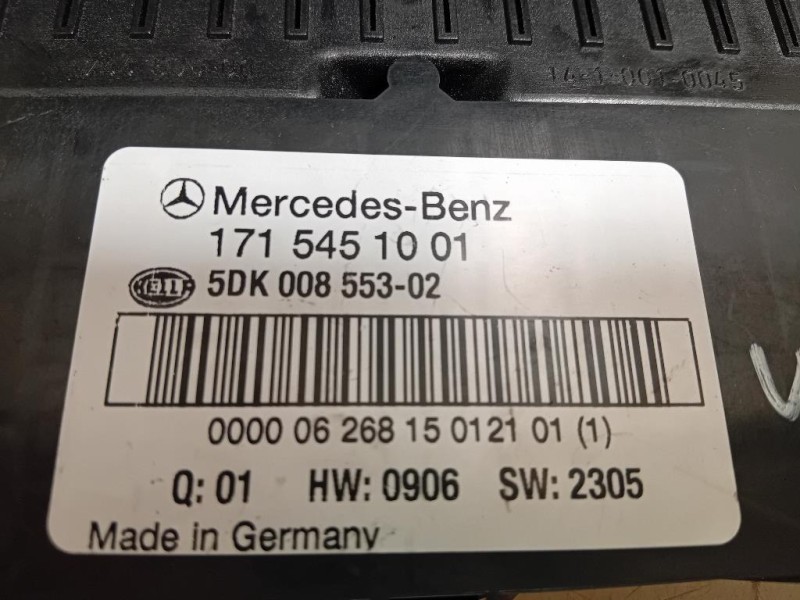 Mercedes-Benz
171 545 10 01
HELLA 5DK 008 553-02
0000 06 268 15 0121 01 (1)
Q: 01 HW: 0906 SW: 2305
Made in Germany